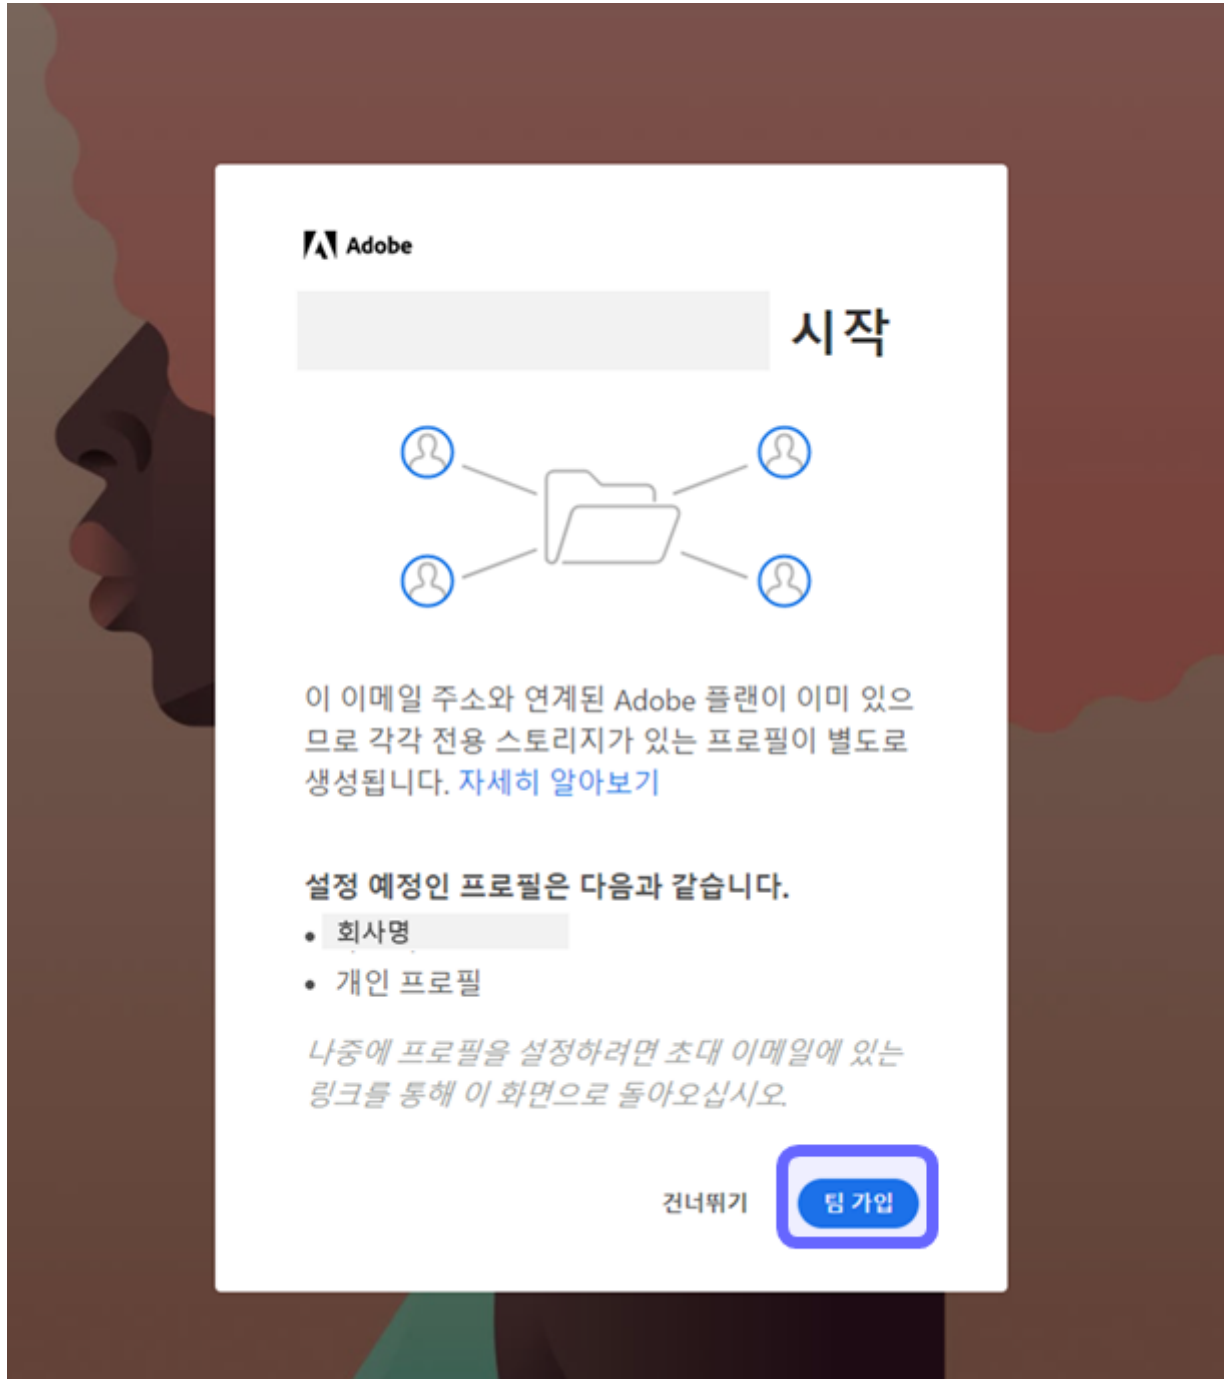 Adobe
시작
이 이메일 주소와 연계된 Adobe 플랜이 이미 있으
므로 각각 전용 스토리지가 있는 프로필이 별도로
생성됩니다. 자세히 알아보기
설정 예정인 프로필은 다음과 같습니다.
• 회사명
• 개인 프로필
나중에 프로필을 설정하려면 초대 이메일에 있는
링크를 통해 이 화면으로 돌아오십시오.
건너뛰기 팀 가입